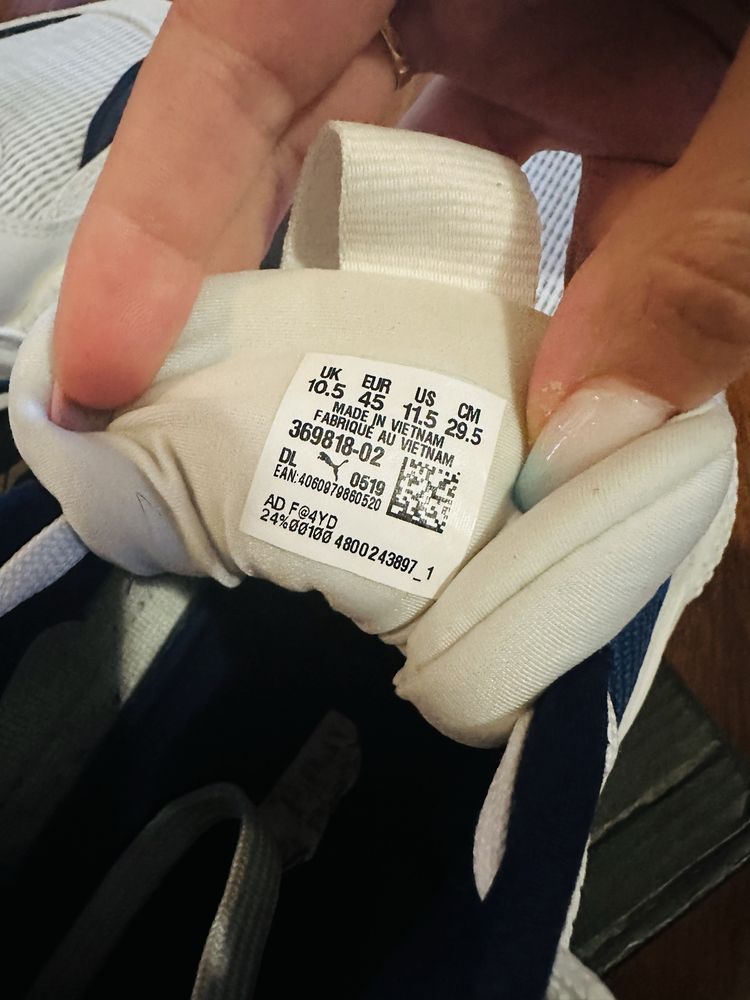 UK EUR US CM
10.5 45 11.5 29.5
MADE IN VIETNAM
FABRIQUÉ AU VIETNAM
369818-02
DL 0519
EAN:4060979860520
AD F@4YD
24%00100 4800243897_1